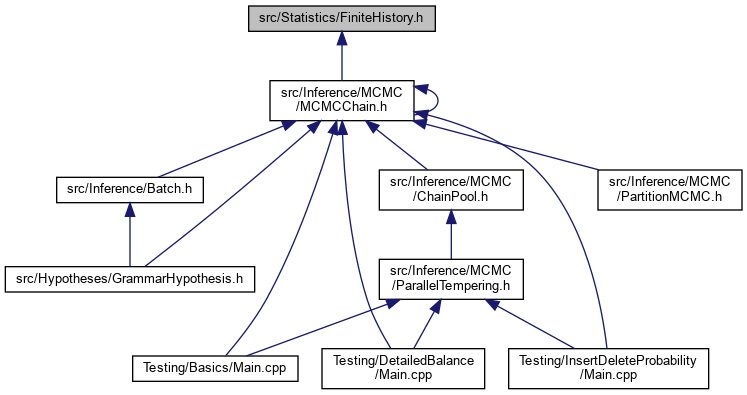 src/Statistics/FiniteHistory.h
src/Inference/MCMC
/MCMCChain.h
src/Inference/Batch.h
src/Inference/MCMC
/ChainPool.h
src/Inference/MCMC
/PartitionMCMC.h
src/Hypotheses/GrammarHypothesis.h
src/Inference/MCMC
/ParallelTempering.h
Testing/Basics/Main.cpp
Testing/DetailedBalance
/Main.cpp
Testing/InsertDeleteProbability
/Main.cpp